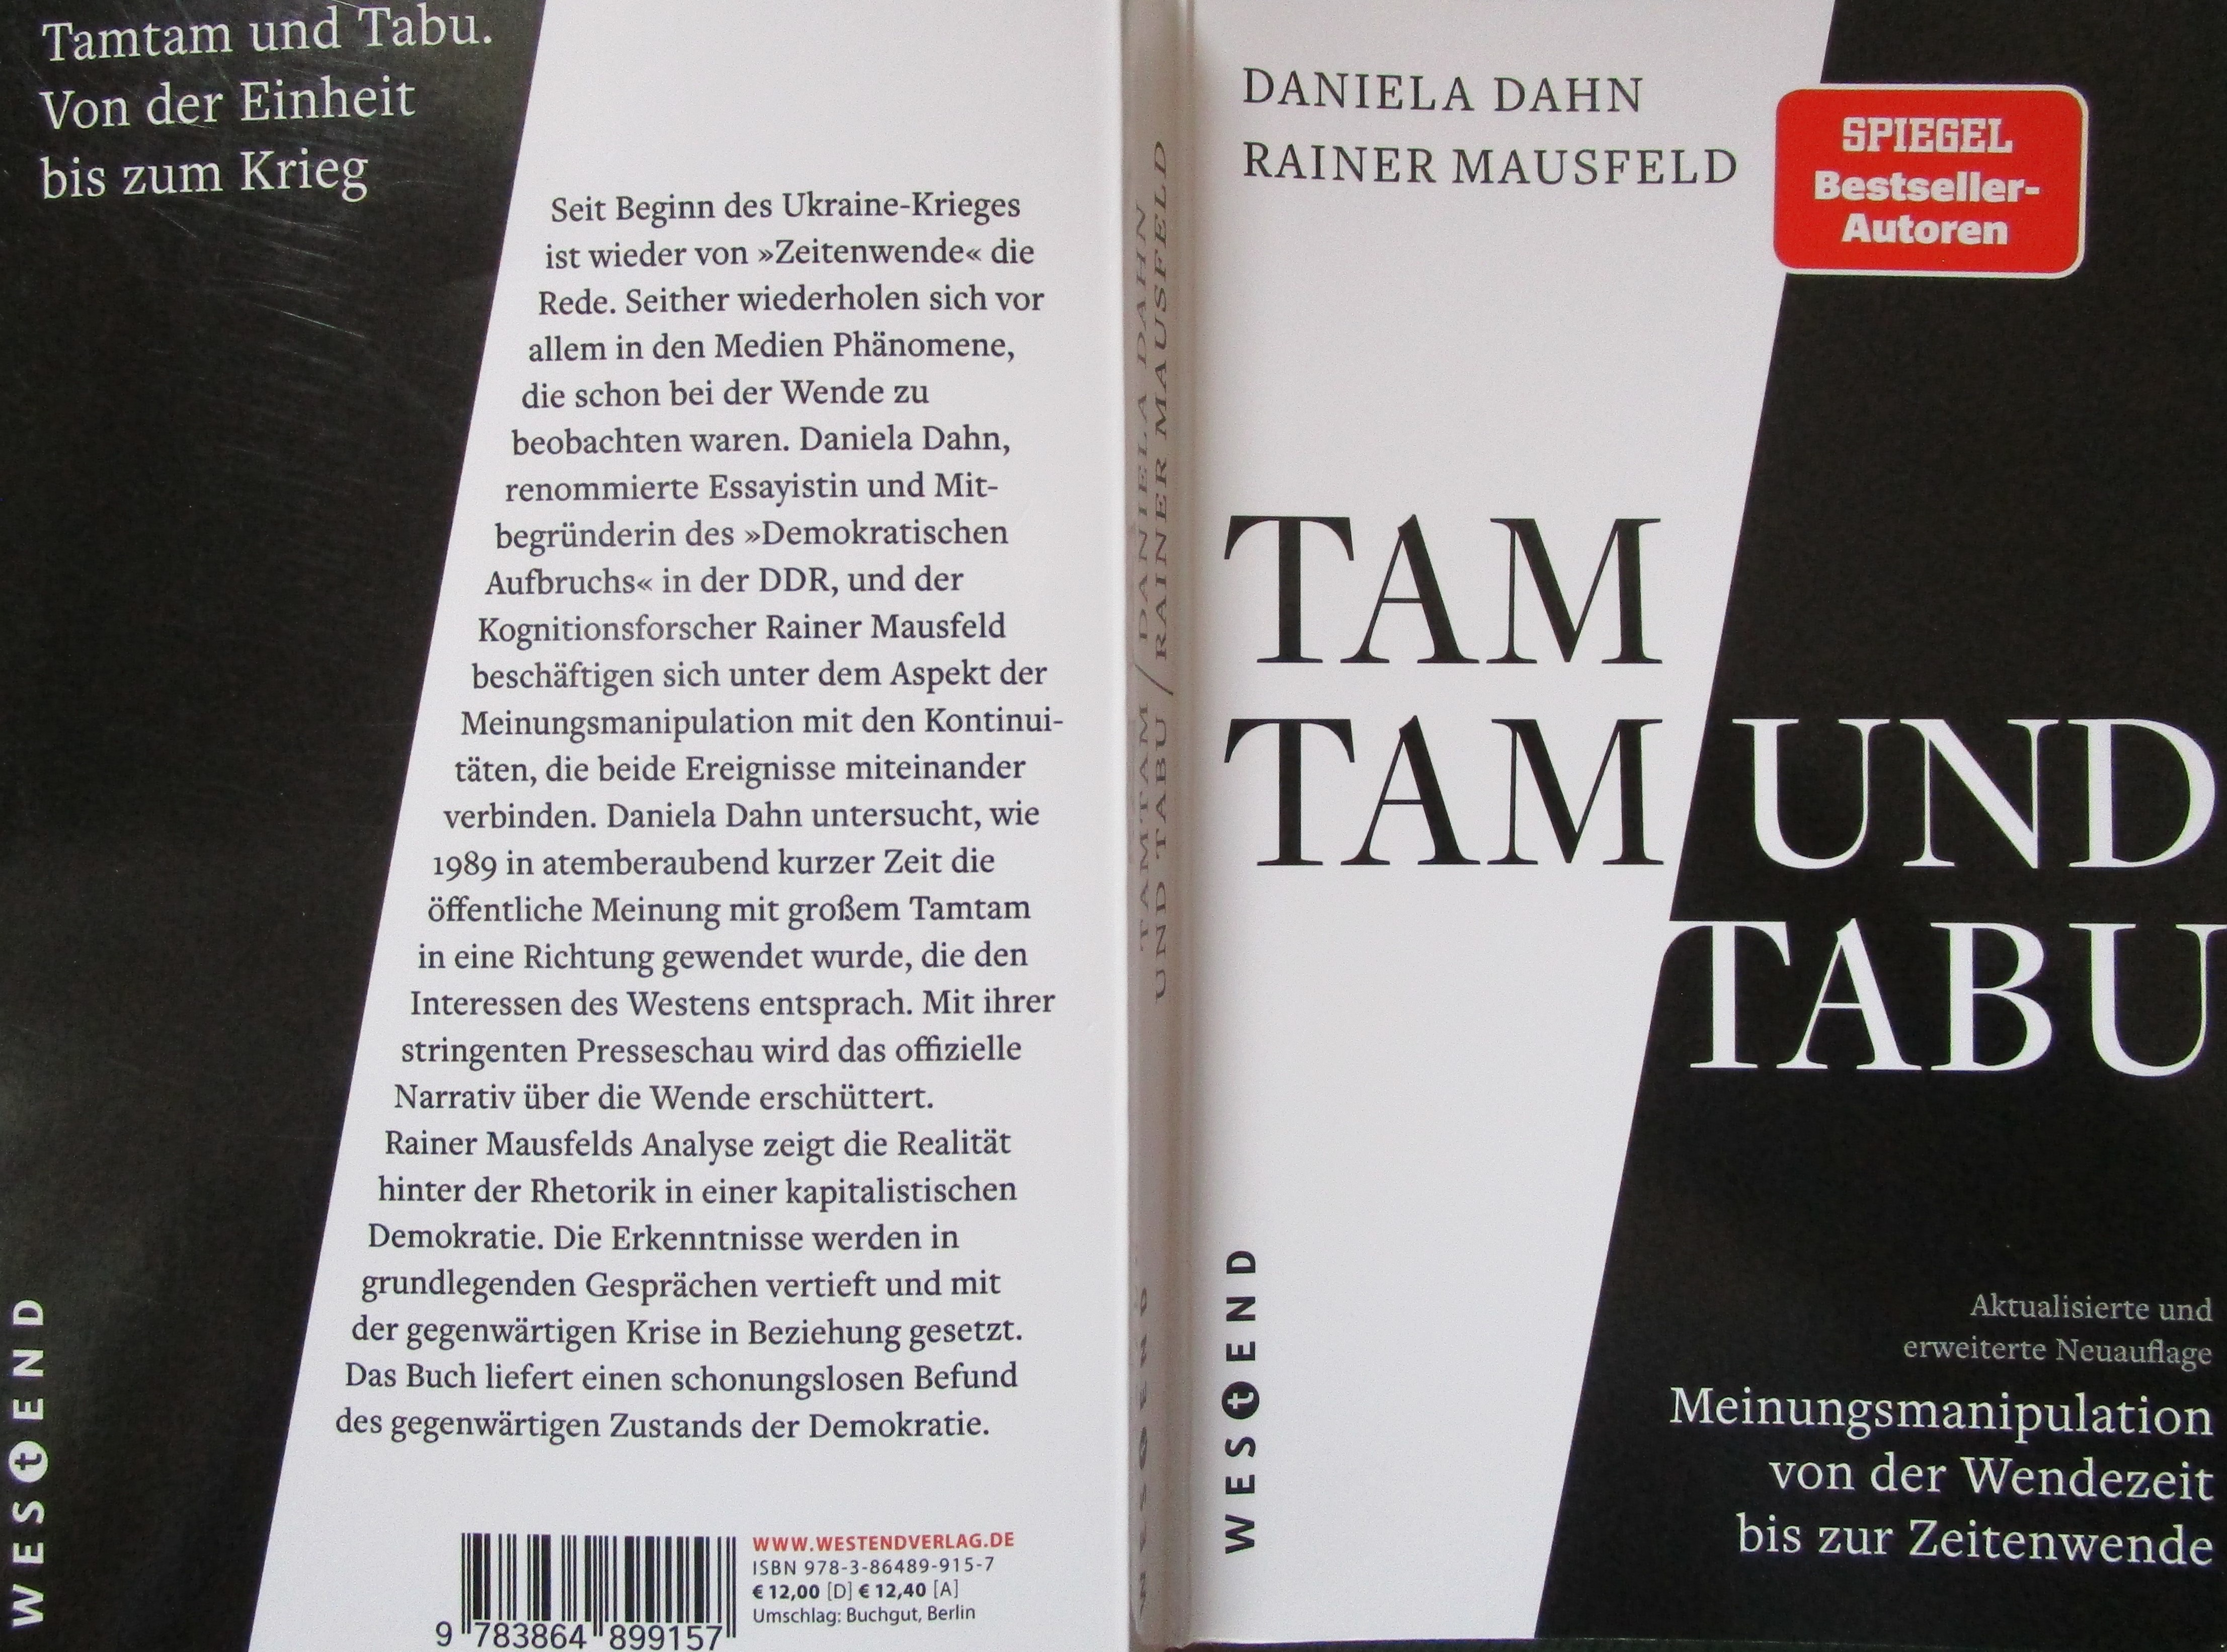 Tamtam und Tabu.
Von der Einheit
bis zum Krieg
Seit Beginn des Ukraine-Krieges
ist wieder von »Zeitenwende« die
Rede. Seither wiederholen sich vor
allem in den Medien Phänomene,
die schon bei der Wende zu
beobachten waren. Daniela Dahn,
renommierte Essayistin und Mit-
begründerin des »Demokratischen
Aufbruchs« in der DDR, und der
Kognitionsforscher Rainer Mausfeld
beschäftigen sich unter dem Aspekt der
Meinungsmanipulation mit den Kontinui-
täten, die beide Ereignisse miteinander
verbinden. Daniela Dahn untersucht, wie
1989 in atemberaubend kurzer Zeit die
öffentliche Meinung mit großem Tamtam
in eine Richtung gewendet wurde, die den
Interessen des Westens entsprach. Mit ihrer
stringenten Presseschau wird das offizielle
Narrativ über die Wende erschüttert.
Rainer Mausfelds Analyse zeigt die Realität
hinter der Rhetorik in einer kapitalistischen
Demokratie. Die Erkenntnisse werden in
grundlegenden Gesprächen vertieft und mit
der gegenwärtigen Krise in Beziehung gesetzt.
Das Buch liefert einen schonungslosen Befund
des gegenwärtigen Zustands der Demokratie.
WEStEND
WWW.WESTENDVERLAG.DE
ISBN 978-3-86489-915-7
€ 12,00 [D] € 12,40 [A]
Umschlag: Buchgut, Berlin
9 783864 899157
TAMTAM / DANIELA DAHN
UND TABU / RAINER MAUSFELD
WEStEND
DANIELA DAHN
RAINER MAUSFELD
SPIEGEL
Bestseller-
Autoren
TAM
TAM UND
TABU
WEStEND
Aktualisierte und
erweiterte Neuauflage
Meinungsmanipulation
von der Wendezeit
bis zur Zeitenwende